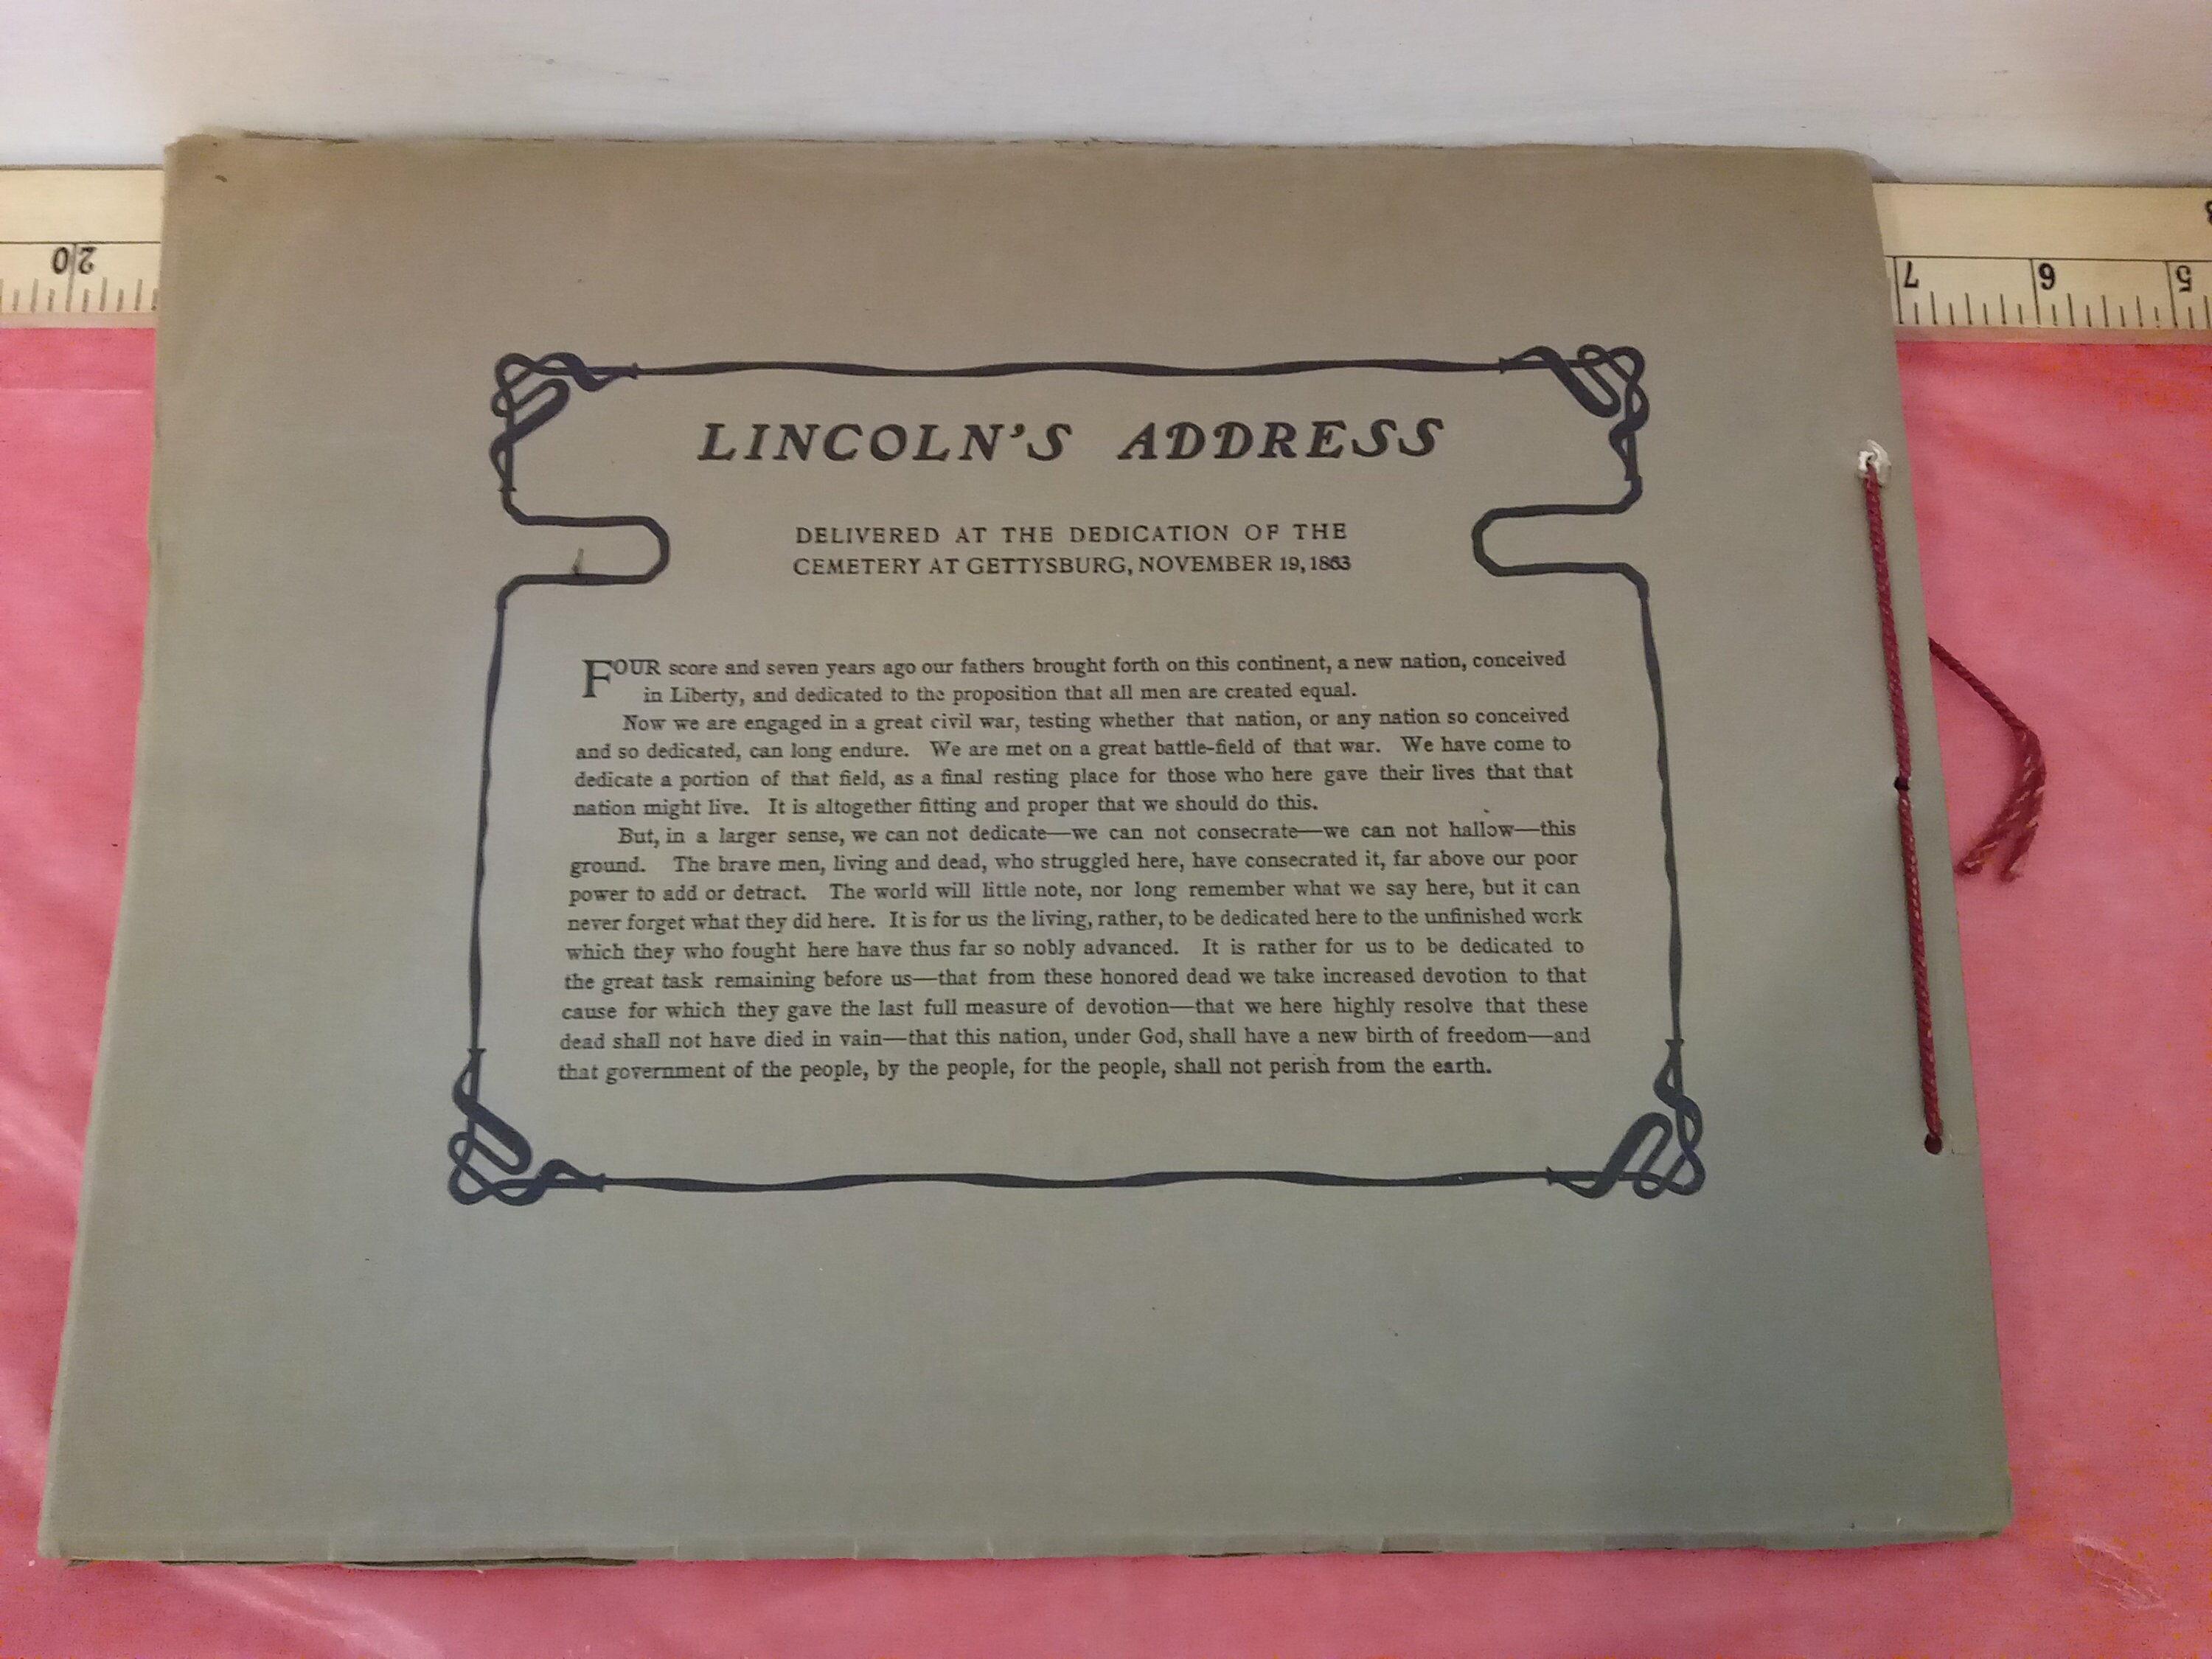 20
7
6
5
LINCOLN'S ADDRESS
DELIVERED AT THE DEDICATION OF THE
CEMETERY AT GETTYSBURG, NOVEMBER 19, 1863
FOUR score and seven years ago our fathers brought forth on this continent, a new nation, conceived
in Liberty, and dedicated to the proposition that all men are created equal.
Now we are engaged in a great civil war, testing whether that nation, or any nation so conceived
and so dedicated, can long endure. We are met on a great battle-field of that war. We have come to
dedicate a portion of that field, as a final resting place for those who here gave their lives that that
nation might live. It is altogether fitting and proper that we should do this.
But, in a larger sense, we can not dedicate—we can not consecrate—we can not hallow—this
ground. The brave men, living and dead, who struggled here, have consecrated it, far above our poor
power to add or detract. The world will little note, nor long remember what we say here, but it can
never forget what they did here. It is for us the living, rather, to be dedicated here to the unfinished work
which they who fought here have thus far so nobly advanced. It is rather for us to be dedicated to
the great task remaining before us—that from these honored dead we take increased devotion to that
cause for which they gave the last full measure of devotion—that we here highly resolve that these
dead shall not have died in vain—that this nation, under God, shall have a new birth of freedom—and
that government of the people, by the people, for the people, shall not perish from the earth.